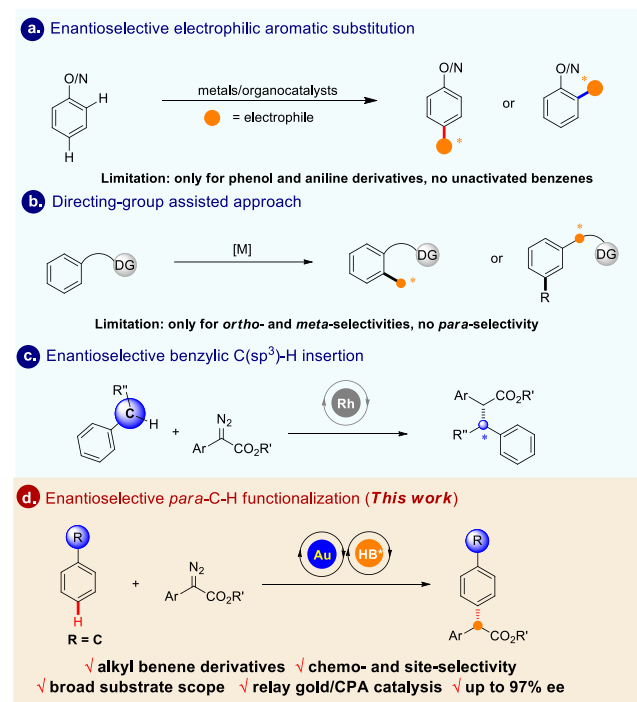 a. Enantioselective electrophilic aromatic substitution
O/N
H
H
metals/organocatalysts
= electrophile
O/N
*
or
O/N
*
Limitation: only for phenol and aniline derivatives, no unactivated benzenes
b. Directing-group assisted approach
DG
[M]
DG
*
or
*
DG
R
Limitation: only for ortho- and meta-selectivities, no para-selectivity
c. Enantioselective benzylic C(sp³)-H insertion
R"
C
H
+
N2
Ar
CO2R'
Rh
Ar
CO2R'
R"
*
d. Enantioselective para-C-H functionalization (This work)
R
H
R = C
+
N2
Ar
CO2R'
Au
HB*
R
Ar
CO2R'
√ alkyl benene derivatives √ chemo- and site-selectivity
√ broad substrate scope √ relay gold/CPA catalysis √ up to 97% ee